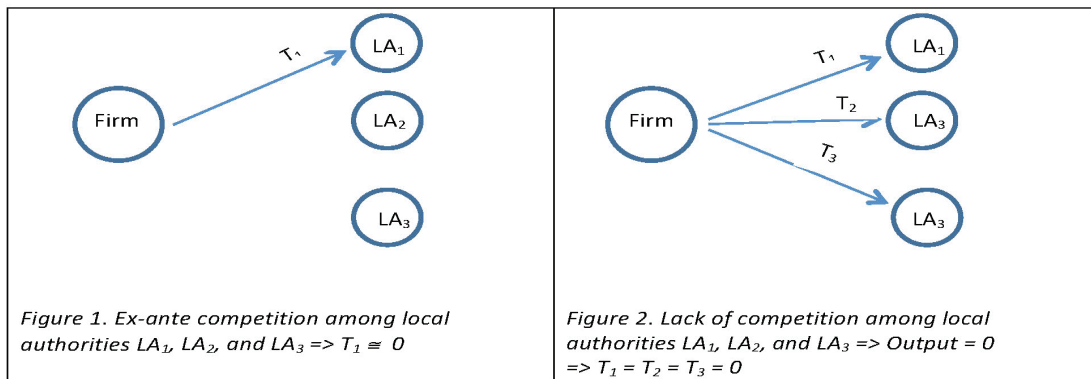 T₁
LA₁
Firm
LA₂
LA₃
Figure 1. Ex-ante competition among local
authorities LA₁, LA₂, and LA₃ => T₁ ≅ 0
T₁
LA₁
T₂
Firm
LA₃
T₃
LA₃
Figure 2. Lack of competition among local
authorities LA₁, LA₂, and LA₃ => Output = 0
=> T₁ = T₂ = T₃ = 0